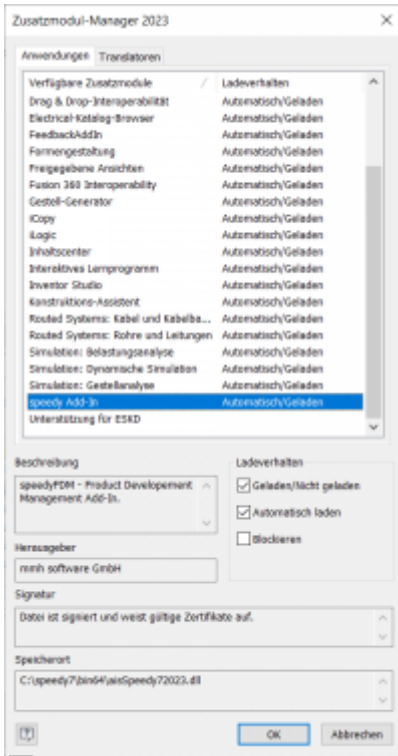 Zusatzmodul-Manager 2023
Anwendungen Translatoren
Verfügbare Zusatzmodule / Ladeverhalten
Drag & Drop-Interoperabilität Automatisch/Geladen
Electrical-Katalog-Browser Automatisch/Geladen
FeedbackAddIn Automatisch/Geladen
Formengestaltung Automatisch/Geladen
Freigegebene Ansichten Automatisch/Geladen
Fusion 360 Interoperability Automatisch/Geladen
Gestell-Generator Automatisch/Geladen
iCopy Automatisch/Geladen
iLogic Automatisch/Geladen
Inhaltscenter Automatisch/Geladen
Interaktives Lernprogramm Automatisch/Geladen
Inventor Studio Automatisch/Geladen
Konstruktions-Assistent Automatisch/Geladen
Routed Systems: Kabel und Kabelba... Automatisch/Geladen
Routed Systems: Rohre und Leitungen Automatisch/Geladen
Simulation: Belastungsanalyse Automatisch/Geladen
Simulation: Dynamische Simulation Automatisch/Geladen
Simulation: Gestellanalyse Automatisch/Geladen
speedy Add-In Automatisch/Geladen
Unterstützung für ESKD
Beschreibung
speedyPDM - Product Developement
Management Add-In.
Ladeverhalten
Geladen/Nicht geladen
Automatisch laden
Blockieren
Herausgeber
mmh software GmbH
Signatur
Datei ist signiert und weist gültige Zertifikate auf.
Speicherort
C:\speedy7\bin64\aisSpeedy72023.dll
OK Abbrechen